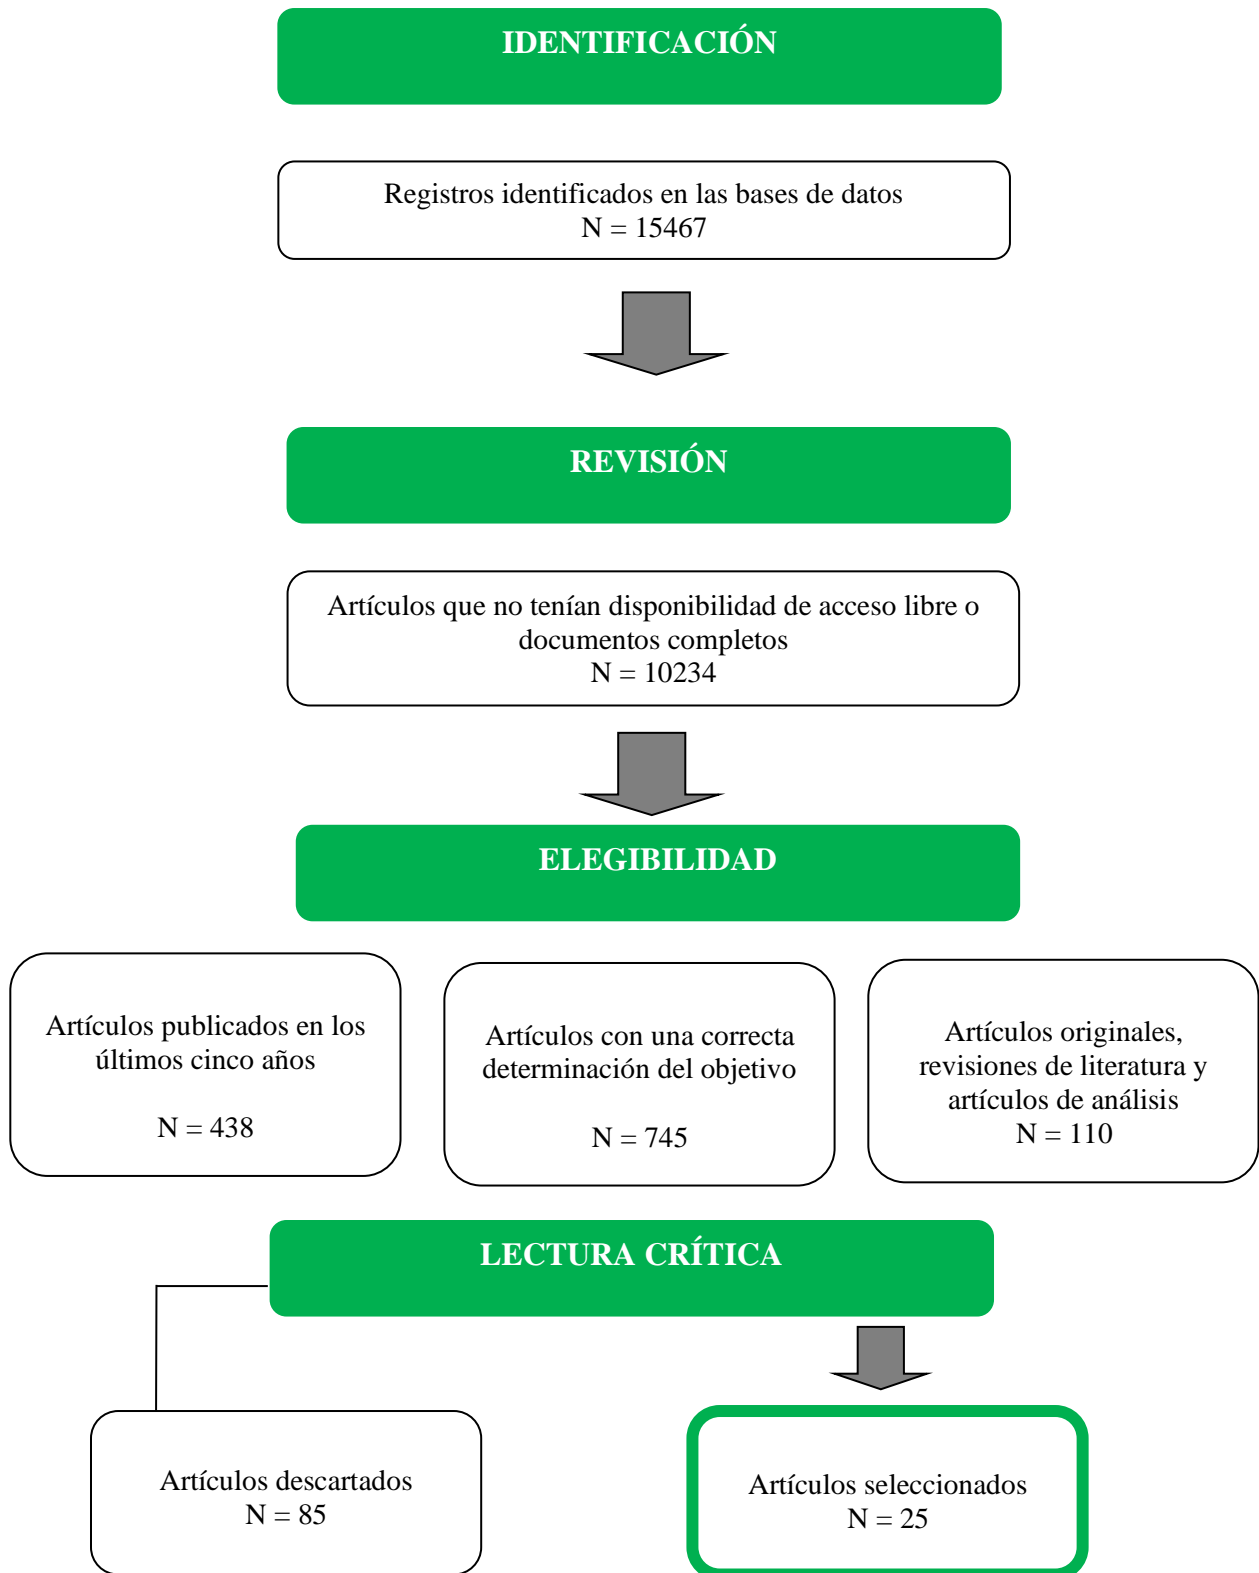 IDENTIFICACIÓN
Registros identificados en las bases de datos
N = 15467
REVISIÓN
Artículos que no tenían disponibilidad de acceso libre o
documentos completos
N = 10234
ELEGIBILIDAD
Artículos publicados en los
últimos cinco años
N = 438
Artículos con una correcta
determinación del objetivo
N = 745
Artículos originales,
revisiones de literatura y
artículos de análisis
N = 110
LECTURA CRÍTICA
Artículos descartados
N = 85
Artículos seleccionados
N = 25